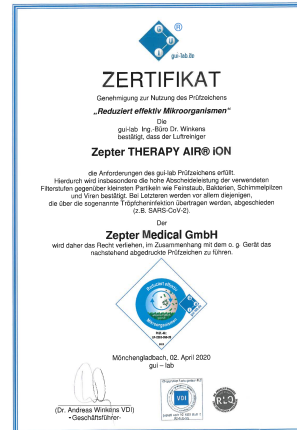 ®
gui-lab.De
ZERTIFIKAT
Genehmigung zur Nutzung des Prüfzeichens
„Reduziert effektiv Mikroorganismen"
Die
gui-lab Ing.-Büro Dr. Winkens
bestätigt, dass der Luftreiniger
Zepter THERAPY AIR® iON
die Anforderungen des gui-lab Prüfzeichens erfüllt.
Hierdurch wird insbesondere die hohe Abscheideleistung der verwendeten
Filterstufen gegenüber kleinsten Partikeln wie Feinstaub, Bakterien, Schimmelpilzen
und Viren bestätigt. Bei Letzteren werden vor allem diejenigen,
die über die sogenannte Tröpfcheninfektion übertragen werden, abgeschieden
(z.B. SARS-CoV-2).
Der
Zepter Medical GmbH
wird daher das Recht verliehen, im Zusammenhang mit dem o. g. Gerät das
nachstehend abgedruckte Prüfzeichen zu führen.
Reduziert effektiv
Mikroorganismen
Mönchengladbach, 02. April 2020
gui – lab
(Dr. Andreas Winkens VDI)
-Geschäftsführer-
VDI